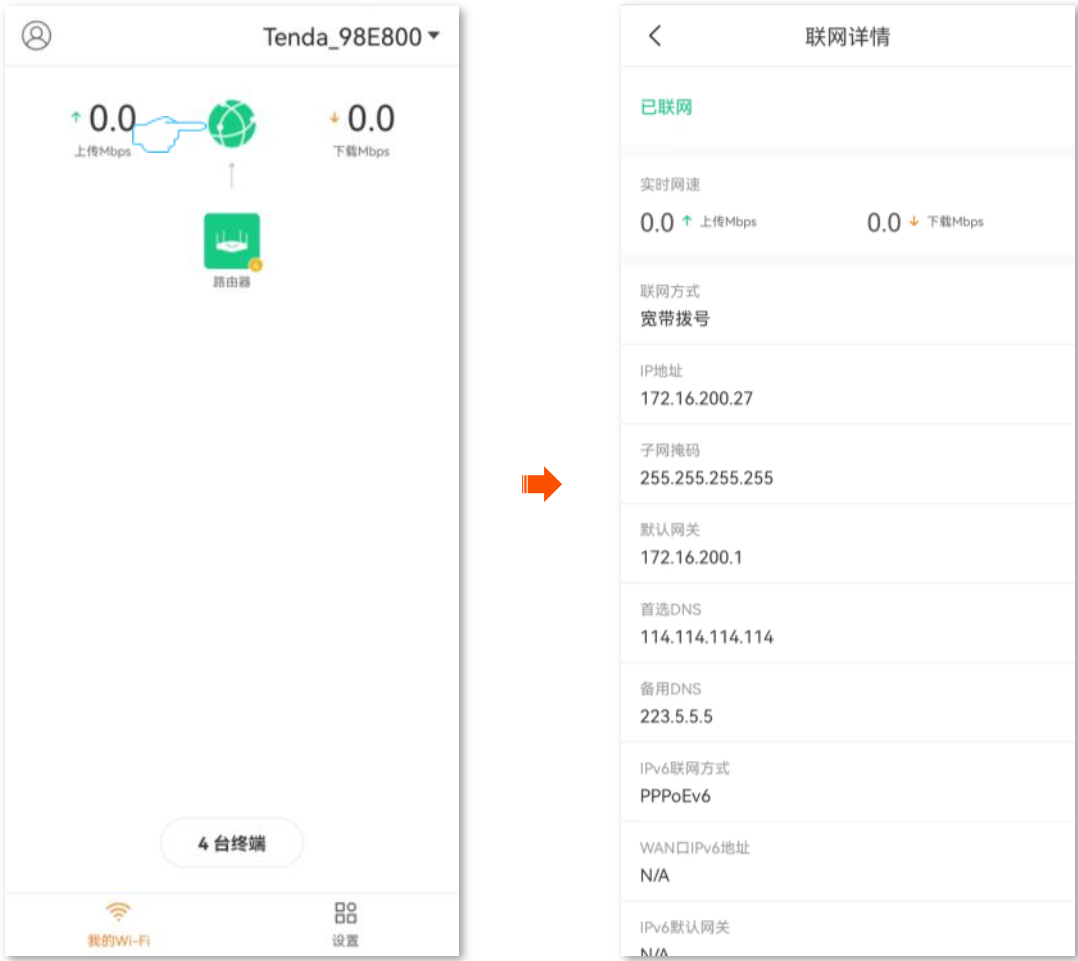 Tenda_98E800
0.0
0.0
上传Mbps
下载Mbps
4
路由器
4 台终端
我的Wi-Fi
设置
联网详情
已联网
实时网速
0.0 上传Mbps
0.0 下载Mbps
联网方式
宽带拨号
IP地址
172.16.200.27
子网掩码
255.255.255.255
默认网关
172.16.200.1
首选DNS
114.114.114.114
备用DNS
223.5.5.5
IPv6联网方式
PPPoEv6
WAN口IPv6地址
N/A
IPv6默认网关
N/A